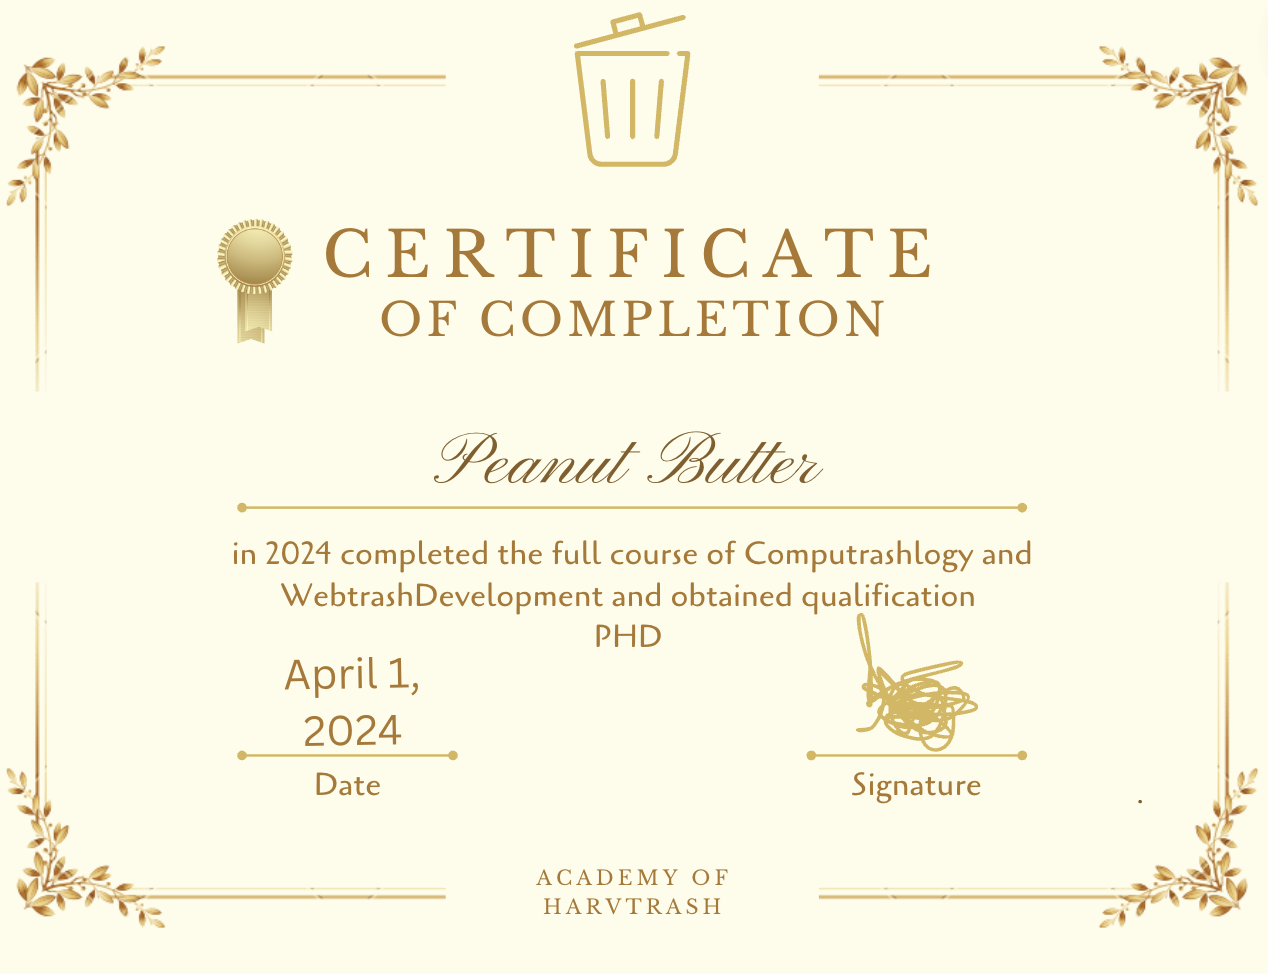 CERTIFICATE
OF COMPLETION
Peanut Butter
in 2024 completed the full course of Computrashlogy and
WebtrashDevelopment and obtained qualification
PHD
April 1,
2024
Date
Signature
.
ACADEMY OF
HARVTRASH